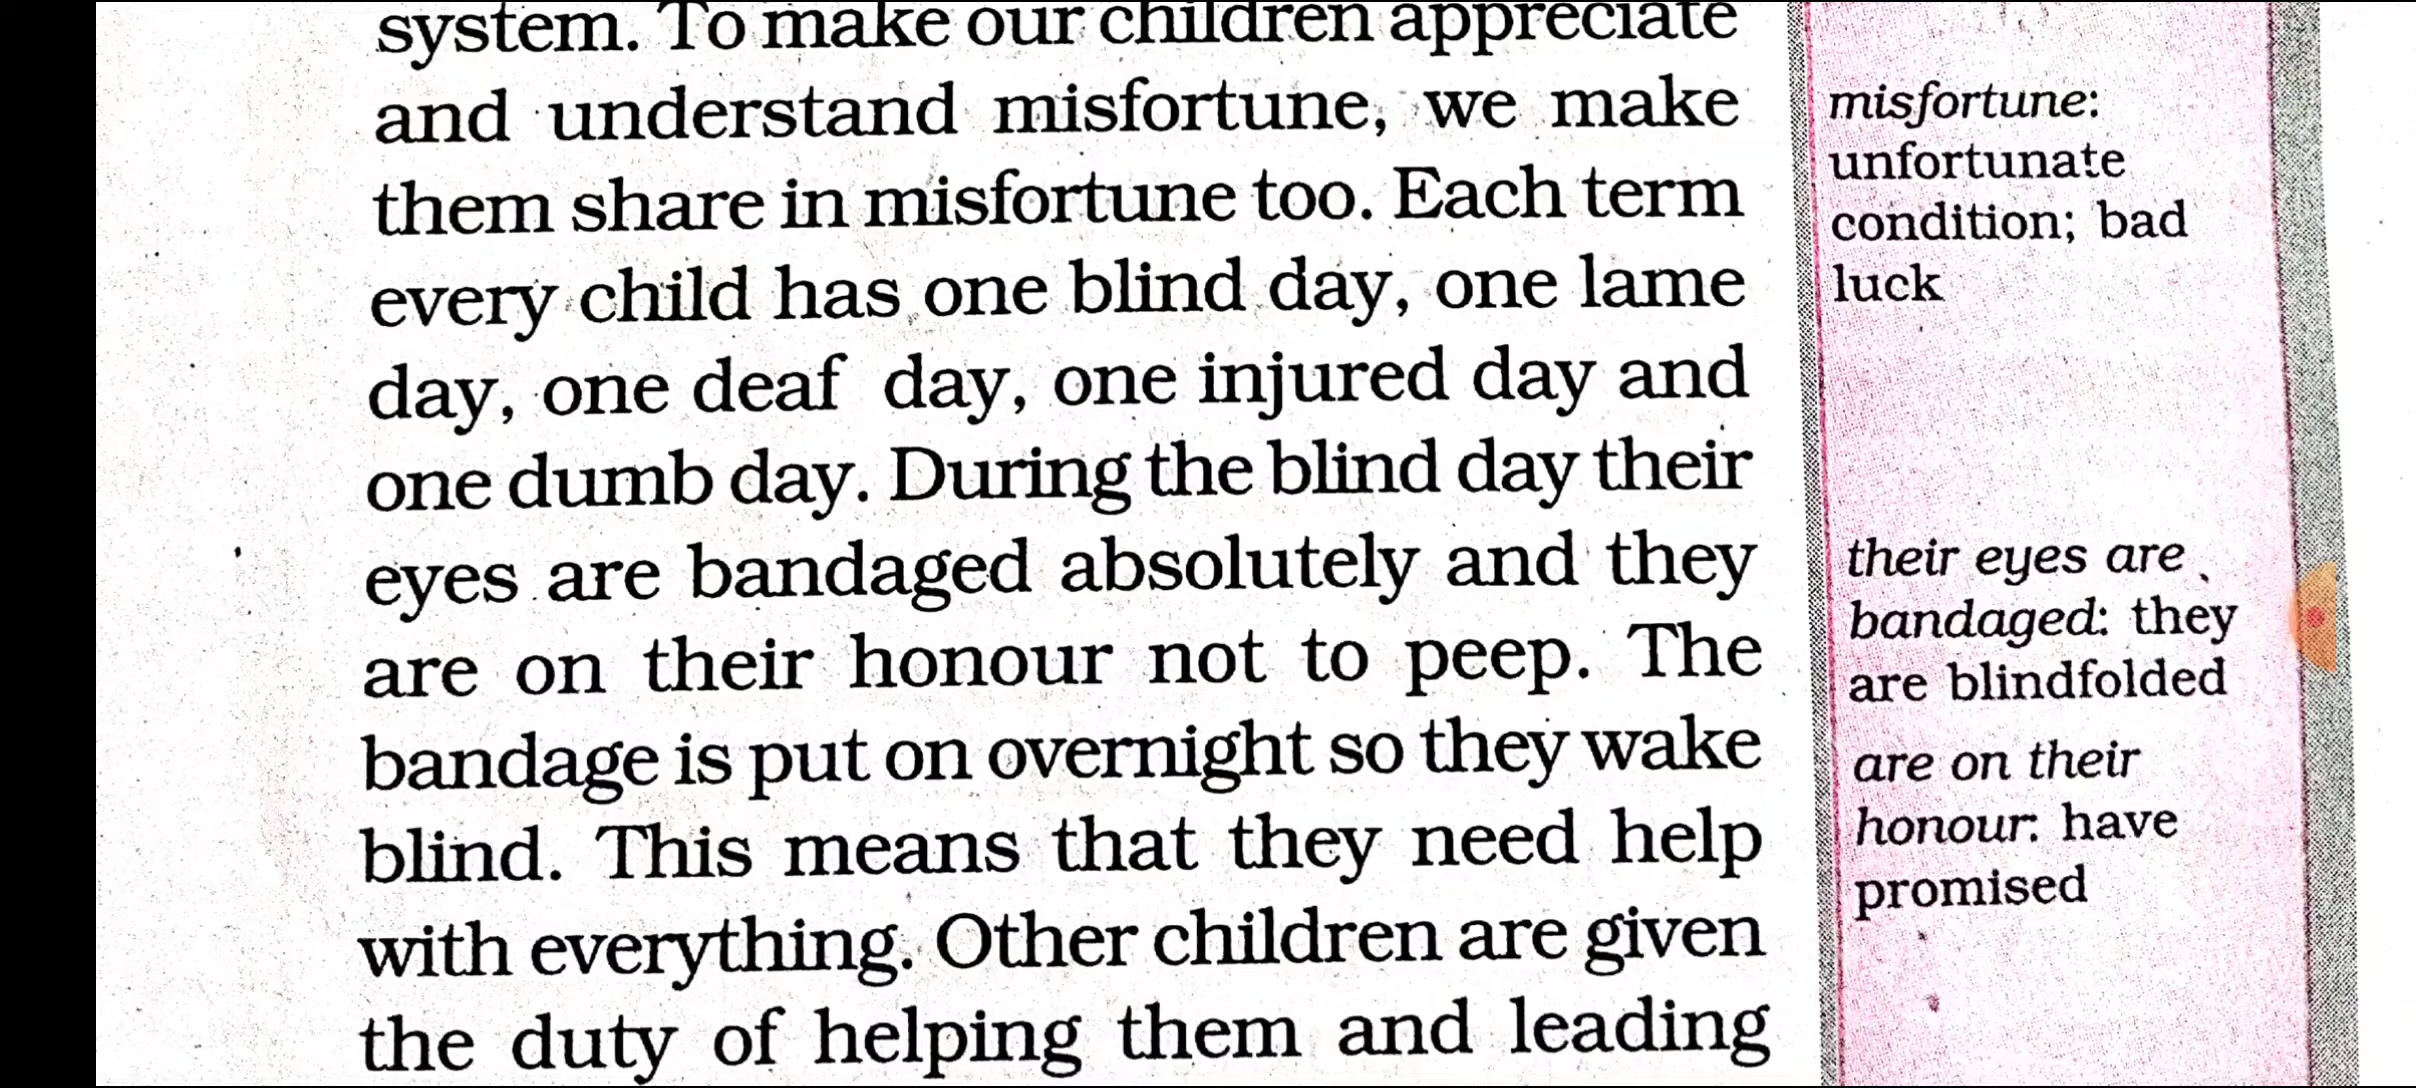 system. To make our children appreciate
and understand misfortune, we make
them share in misfortune too. Each term
every child has one blind day, one lame
day, one deaf day, one injured day and
one dumb day. During the blind day their
eyes are bandaged absolutely and they
are on their honour not to peep. The
bandage is put on overnight so they wake
blind. This means that they need help
with everything. Other children are given
the duty of helping them and leading
misfortune:
unfortunate
condition; bad
luck
their eyes are
bandaged: they
are blindfolded
are on their
honour: have
promised